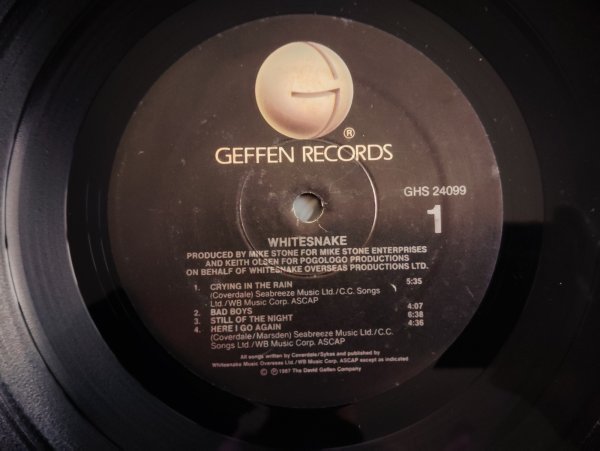 G
®
GEFFEN RECORDS
GHS 24099
1
WHITESNAKE
PRODUCED BY MIKE STONE FOR MIKE STONE ENTERPRISES
AND KEITH OLSEN FOR POGOLOGO PRODUCTIONS
ON BEHALF OF WHITESNAKE OVERSEAS PRODUCTIONS LTD.
1. CRYING IN THE RAIN 5:35
(Coverdale) Seabreeze Music Ltd./C.C. Songs
Ltd./WB Music Corp. ASCAP
2. BAD BOYS 4:07
3. STILL OF THE NIGHT 6:38
4. HERE I GO AGAIN 4:36
(Coverdale/Marsden) Seabreeze Music Ltd./C.C.
Songs Ltd./WB Music Corp. ASCAP
All songs written by Coverdale/Sykes and published by
Whitesnake Music Overseas Ltd./WB Music Corp. ASCAP except as indicated
© ℗ 1987 The David Geffen Company